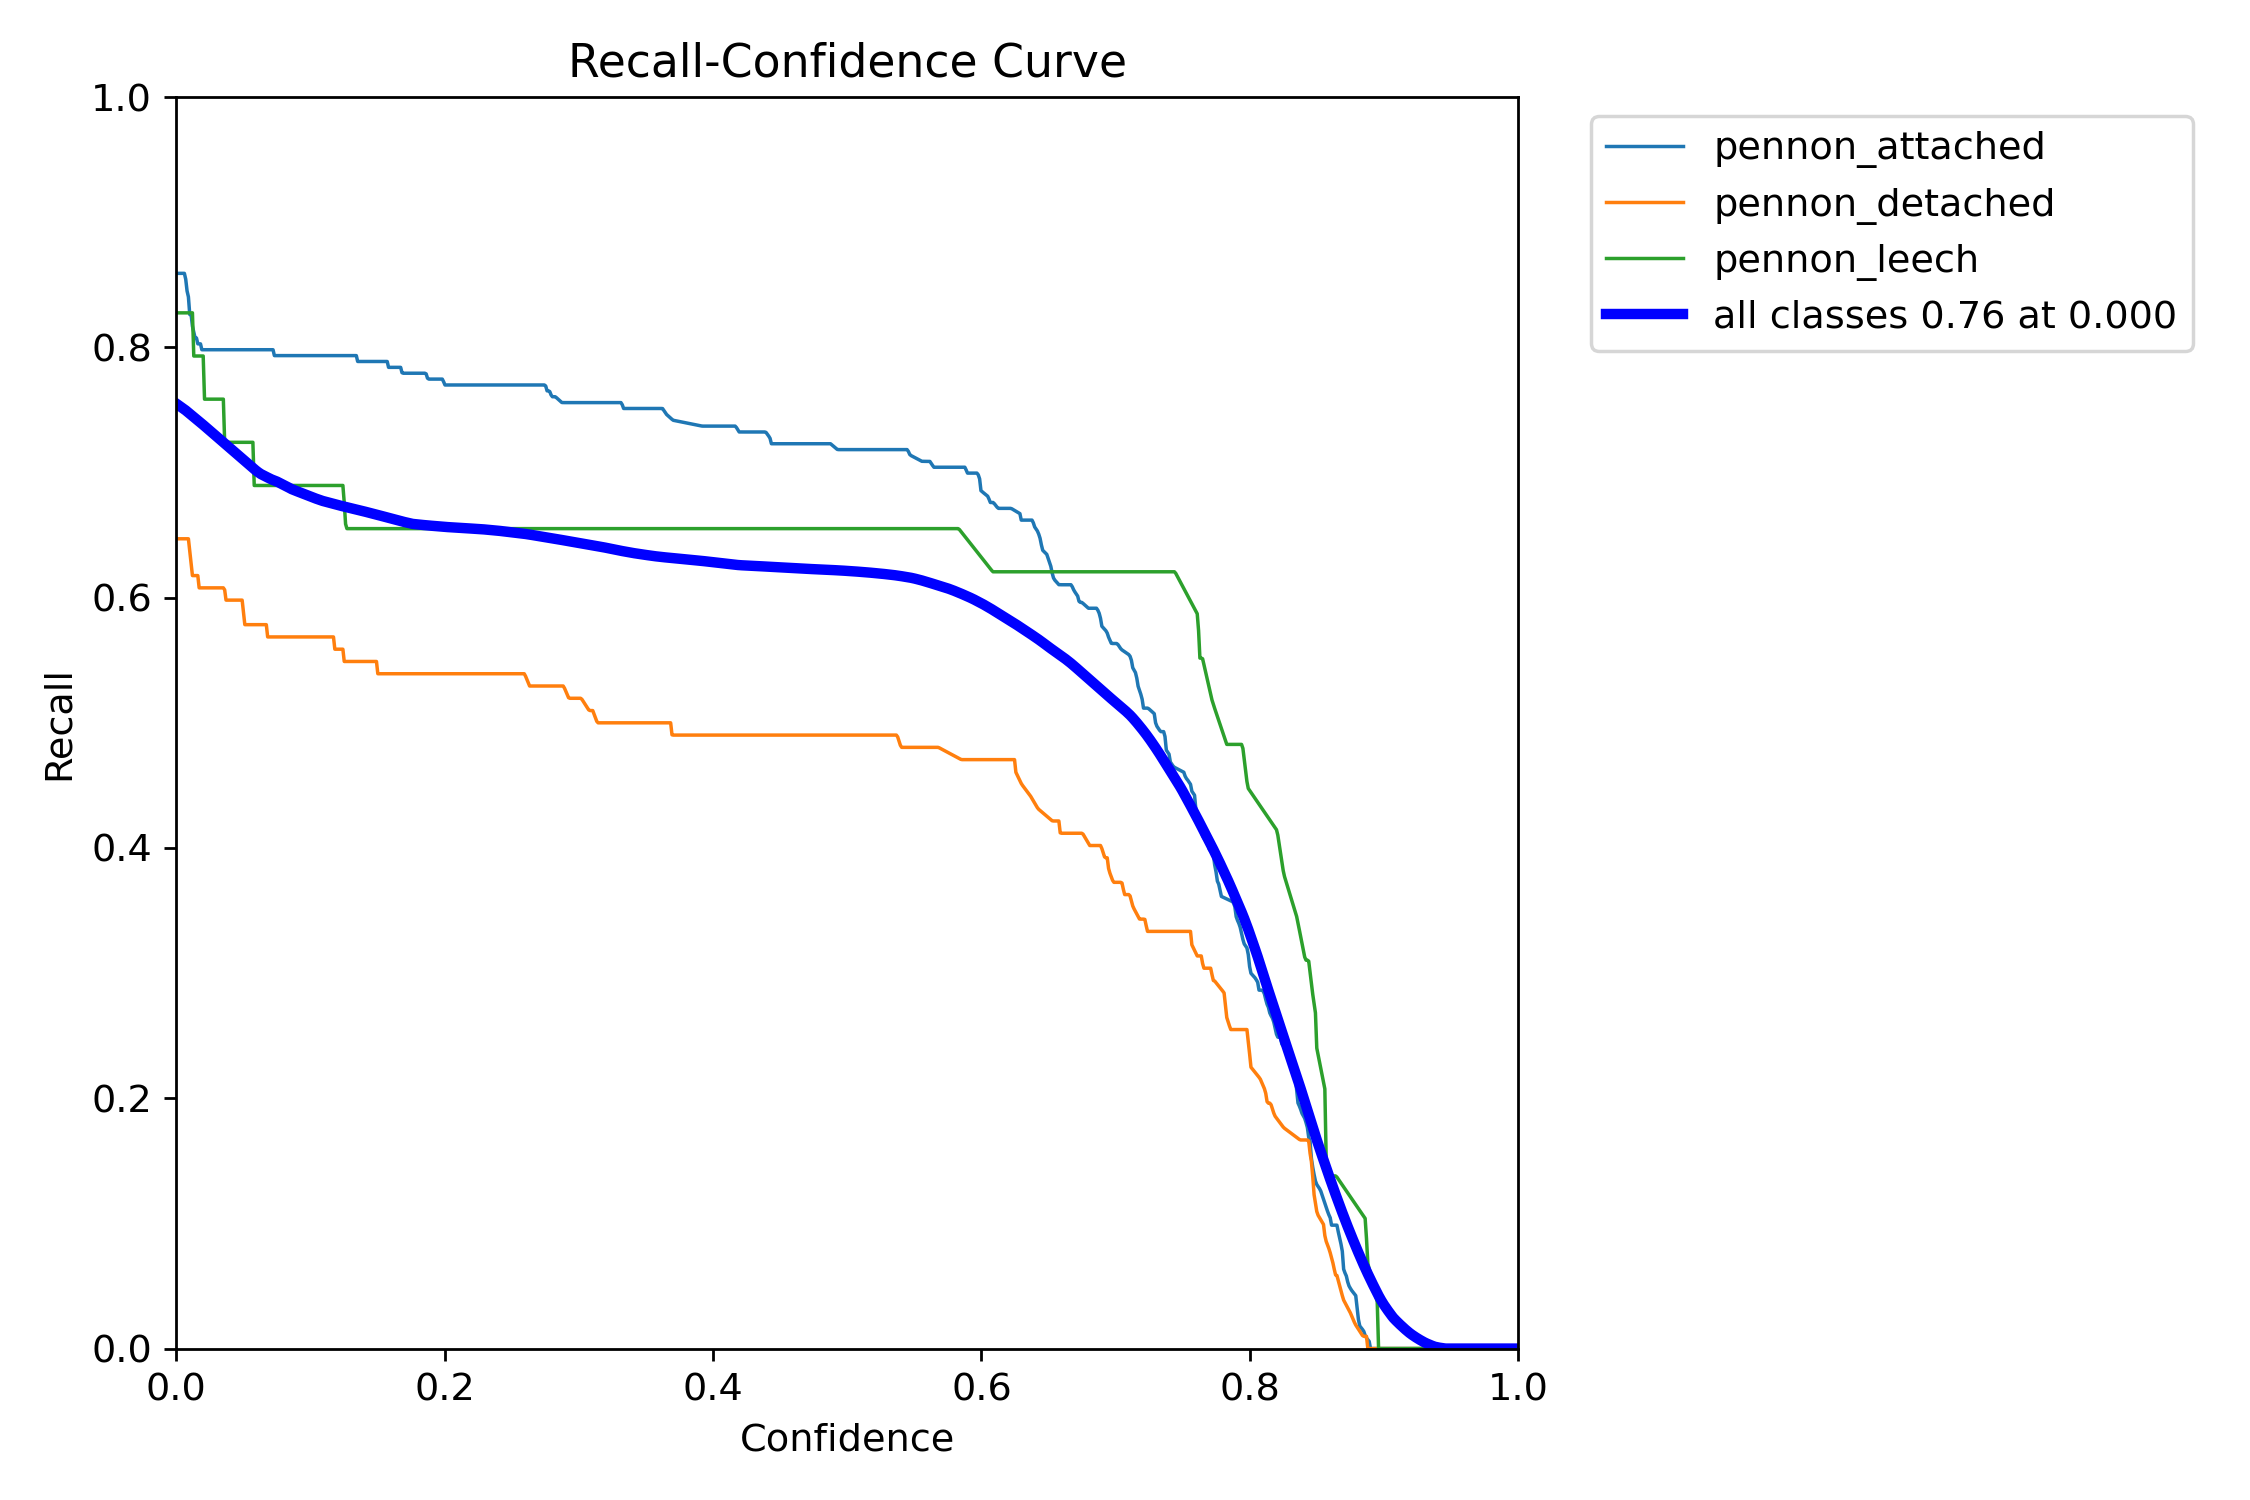 Recall-Confidence Curve
1.0
0.8
0.6
0.4
0.2
0.0
Recall
0.0 0.2 0.4 0.6 0.8 1.0
Confidence
pennon_attached
pennon_detached
pennon_leech
all classes 0.76 at 0.000